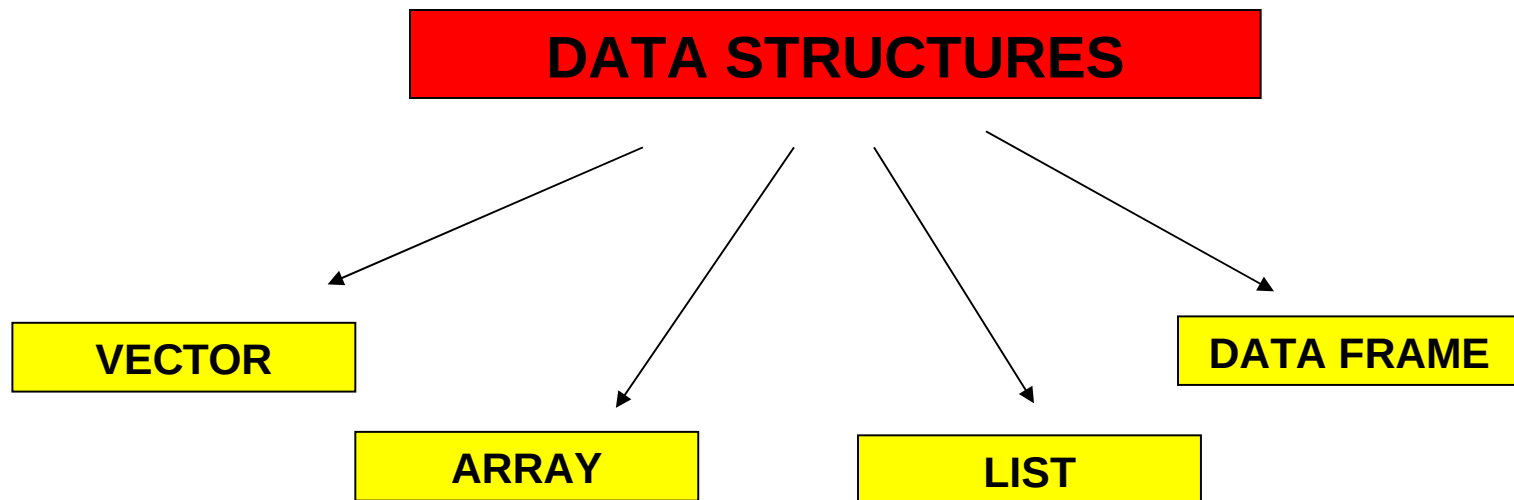 DATA STRUCTURES
VECTOR
DATA FRAME
ARRAY
LIST